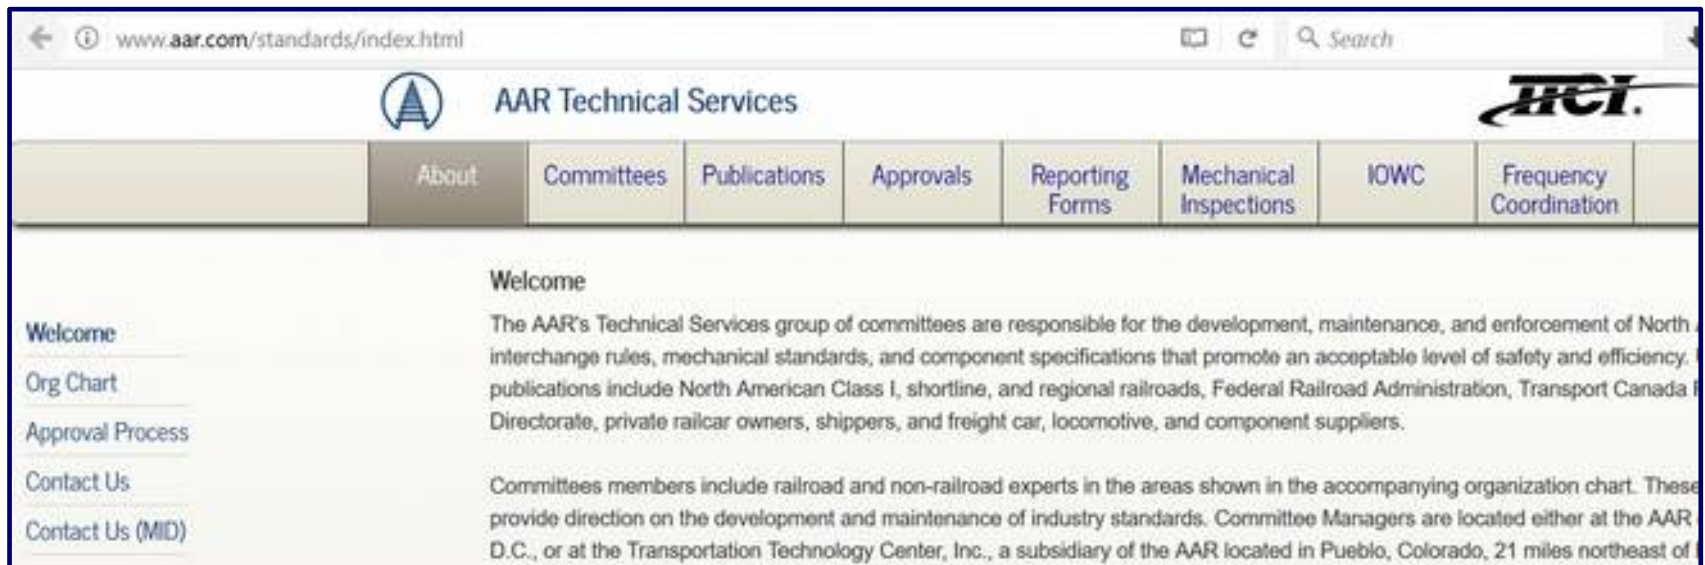 www.aar.com/standards/index.html
Search
AAR Technical Services
TTCI.
About
Committees
Publications
Approvals
Reporting
Forms
Mechanical
Inspections
IOWC
Frequency
Coordination
Welcome
Org Chart
Approval Process
Contact Us
Contact Us (MID)
Welcome
The AAR's Technical Services group of committees are responsible for the development, maintenance, and enforcement of North
interchange rules, mechanical standards, and component specifications that promote an acceptable level of safety and efficiency.
publications include North American Class I, shortline, and regional railroads, Federal Railroad Administration, Transport Canada
Directorate, private railcar owners, shippers, and freight car, locomotive, and component suppliers.
Committees members include railroad and non-railroad experts in the areas shown in the accompanying organization chart. These
provide direction on the development and maintenance of industry standards. Committee Managers are located either at the AAR
D.C., or at the Transportation Technology Center, Inc., a subsidiary of the AAR located in Pueblo, Colorado, 21 miles northeast of